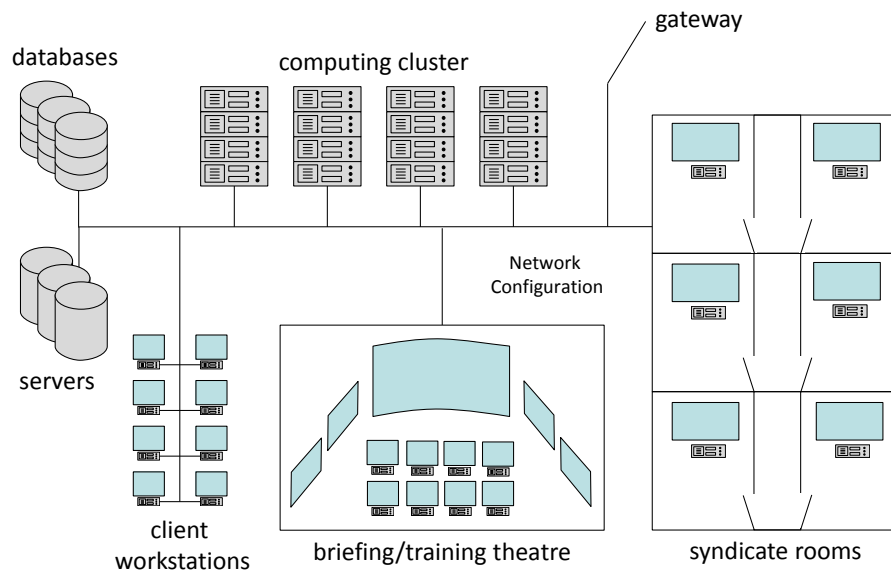 gateway
databases
computing cluster
Network
Configuration
servers
client
workstations
briefing/training theatre
syndicate rooms